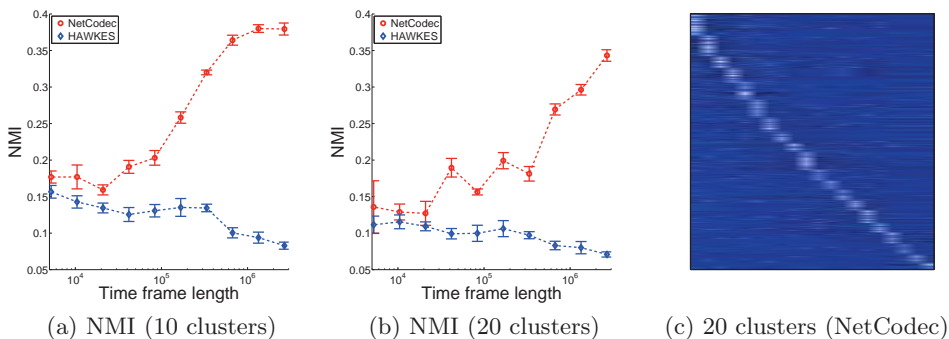 NetCodec
HAWKES
0.4
0.35
0.3
0.25
0.2
0.15
0.1
0.05
NMI
10^4
10^5
10^6
Time frame length
(a) NMI (10 clusters)
NetCodec
HAWKES
0.4
0.35
0.3
0.25
0.2
0.15
0.1
0.05
NMI
10^4
10^5
10^6
Time frame length
(b) NMI (20 clusters)
(c) 20 clusters (NetCodec)